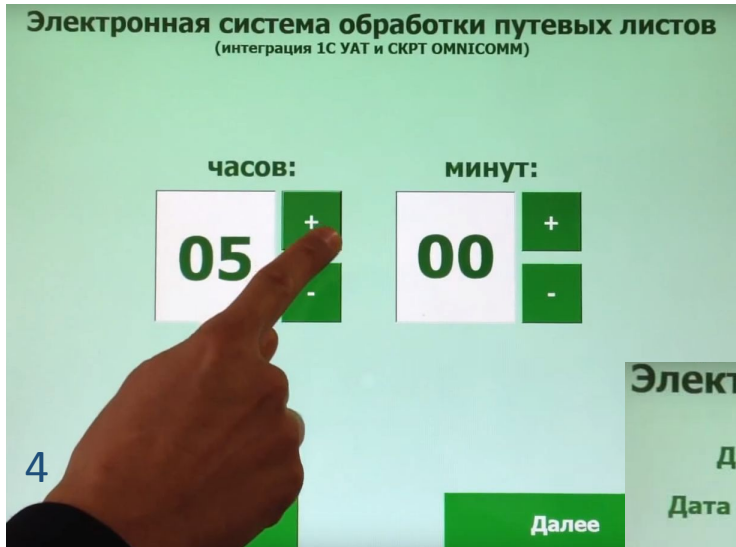 Электронная система обработки путевых листов
(интеграция 1С УАТ и СКРТ OMNICOMM)
часов: минут:
05 + 00 +
- -
4
Далее
Дата